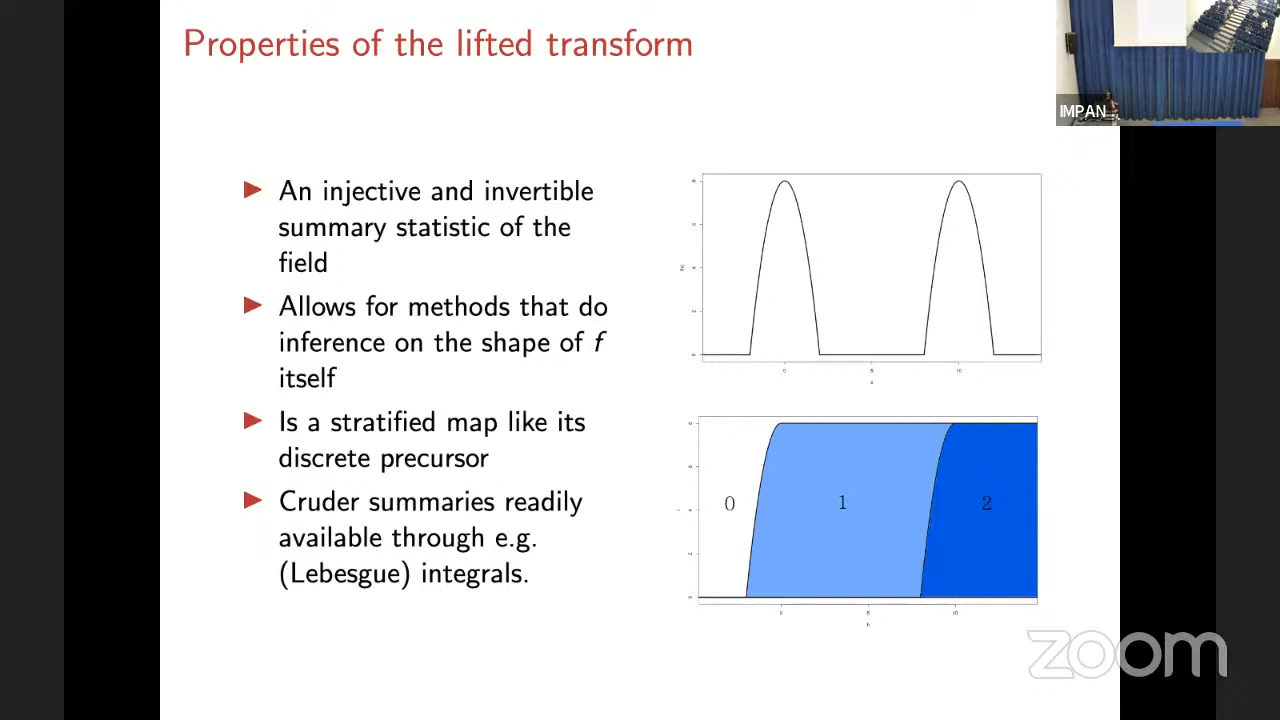 Properties of the lifted transform
IMPAN
► An injective and invertible
summary statistic of the
field
► Allows for methods that do
inference on the shape of f
itself
► Is a stratified map like its
discrete precursor
► Cruder summaries readily
available through e.g.
(Lebesgue) integrals.
0
1
2
zoom